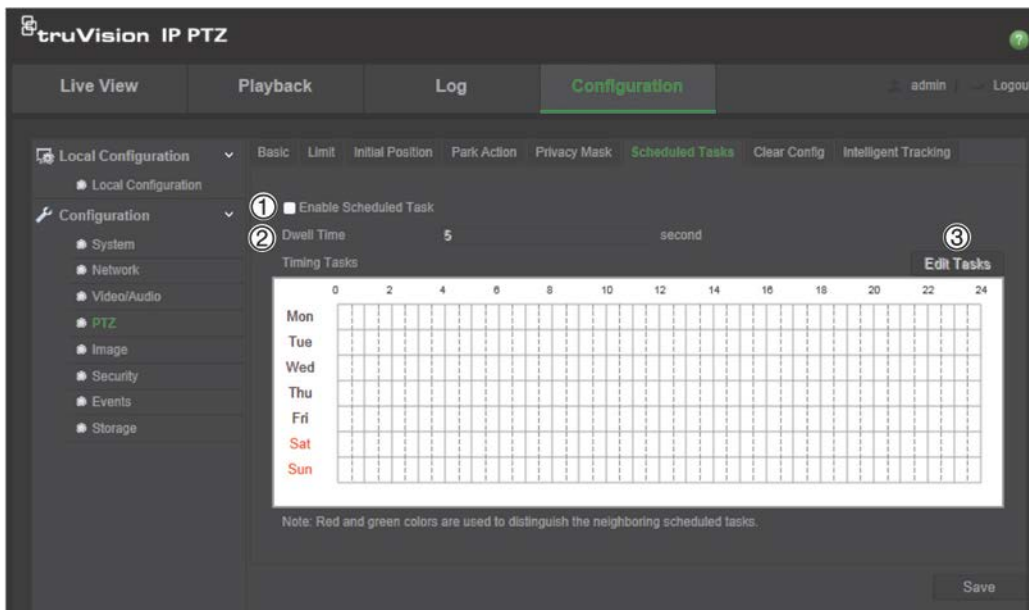 truVision IP PTZ
?
Live View Playback Log Configuration admin Logou
Local Configuration
Basic Limit Initial Position Park Action Privacy Mask Scheduled Tasks Clear Config Intelligent Tracking
Local Configuration
Configuration
System
Network
Video/Audio
PTZ
Image
Security
Events
Storage
① Enable Scheduled Task
② Dwell Time 5 second
③
Timing Tasks Edit Tasks
0 2 4 6 8 10 12 14 16 18 20 22 24
Mon
Tue
Wed
Thu
Fri
Sat
Sun
Note: Red and green colors are used to distinguish the neighboring scheduled tasks.
Save